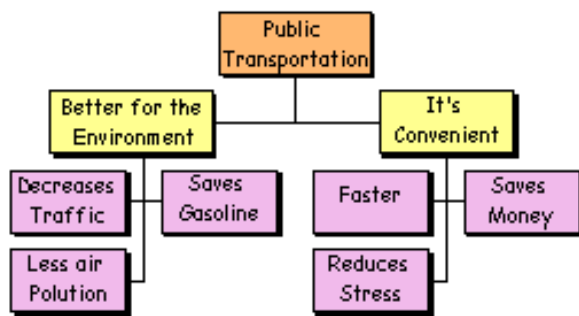 Public
Transportation
Better for the
Environment
It's
Convenient
Decreases
Traffic
Saves
Gasoline
Less air
Polution
Faster
Saves
Money
Reduces
Stress